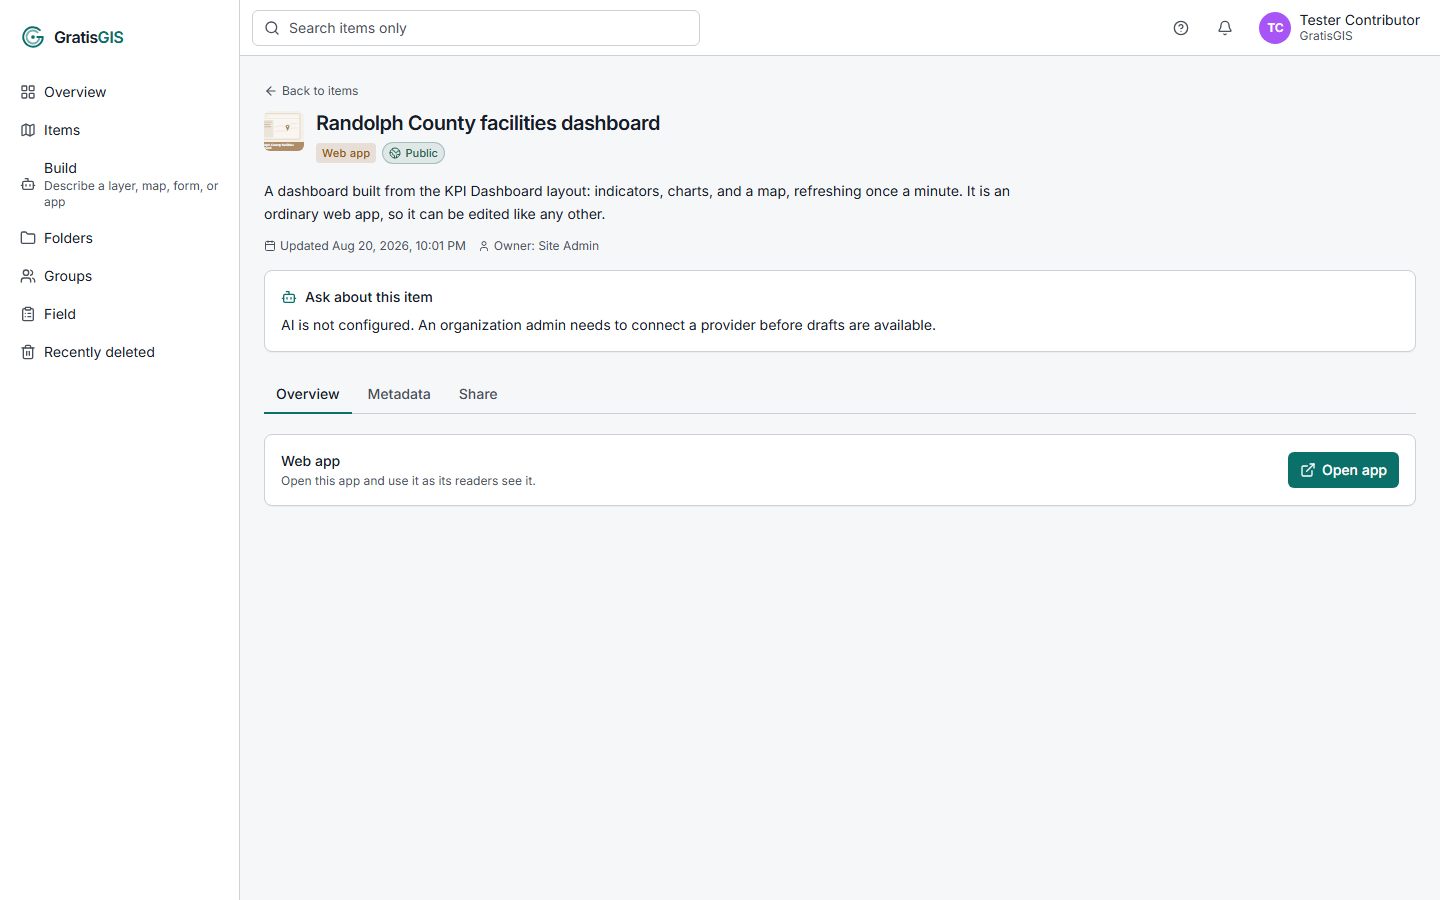 GratisGIS
Search items only
TC
Tester Contributor
GratisGIS
Overview
Items
Build
Describe a layer, map, form, or
app
Folders
Groups
Field
Recently deleted
Back to items
Randolph County facilities dashboard
Web app
Public
A dashboard built from the KPI Dashboard layout: indicators, charts, and a map, refreshing once a minute. It is an
ordinary web app, so it can be edited like any other.
Updated Aug 20, 2026, 10:01 PM
Owner: Site Admin
Ask about this item
AI is not configured. An organization admin needs to connect a provider before drafts are available.
Overview
Metadata
Share
Web app
Open this app and use it as its readers see it.
Open app